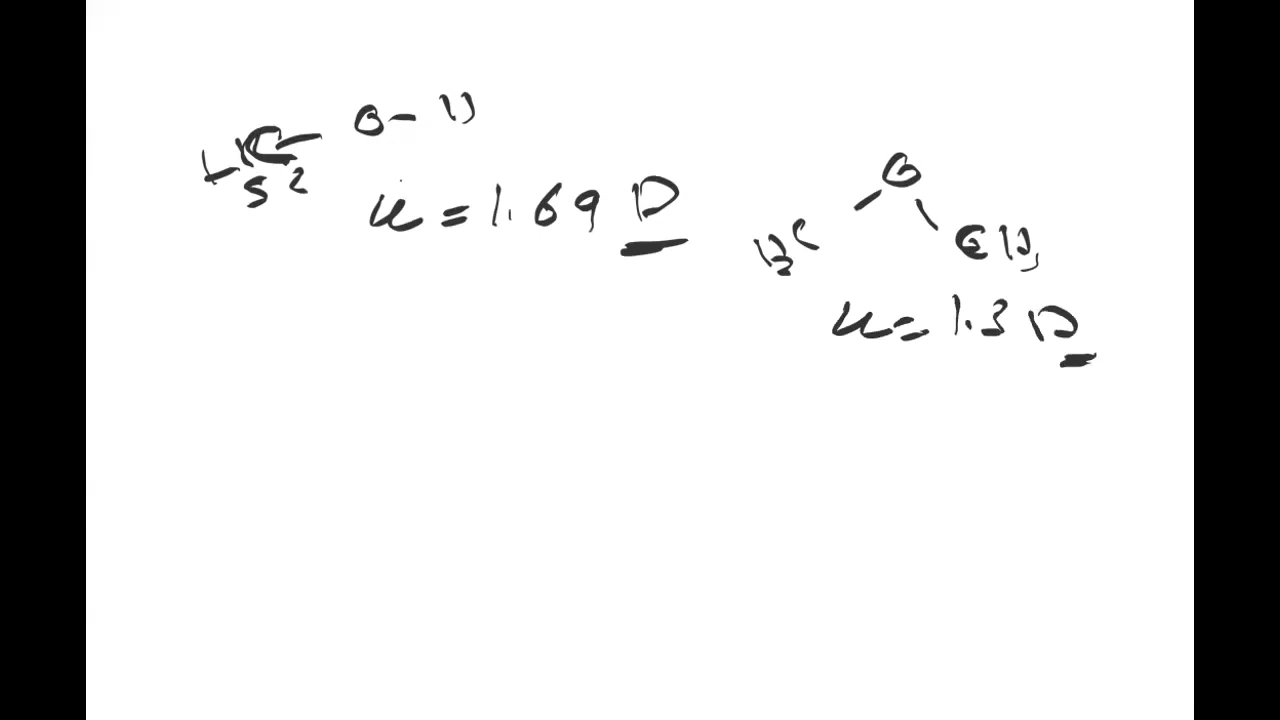 O - H
μ = 1.69 D
O
H3C
CH3
μ = 1.3 D